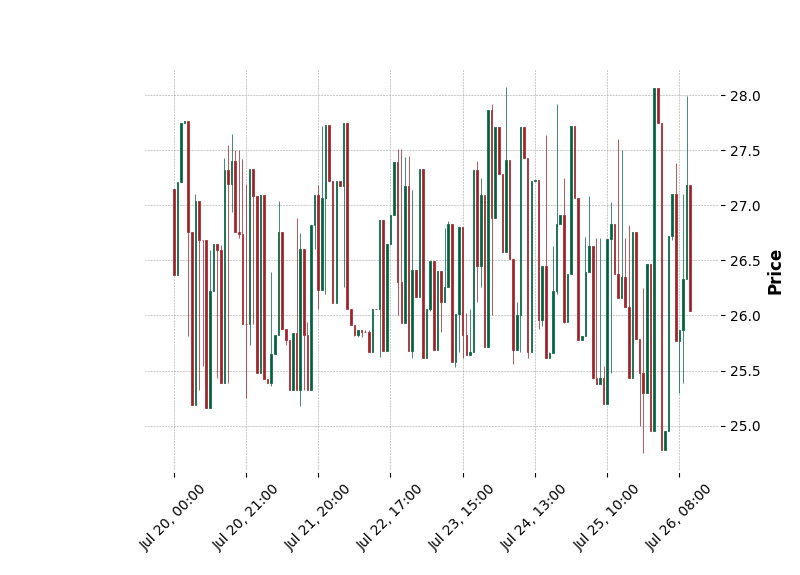 28.0
27.5
27.0
26.5
26.0
25.5
25.0
Price
Jul 20, 00:00
Jul 20, 21:00
Jul 21, 20:00
Jul 22, 17:00
Jul 23, 15:00
Jul 24, 13:00
Jul 25, 10:00
Jul 26, 08:00